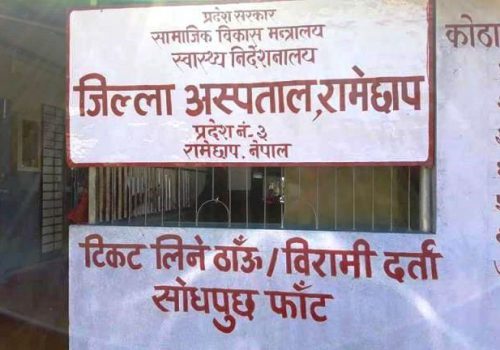 प्रदेश सरकार
सामाजिक विकास मन्त्रालय
स्वास्थ्य निर्देशनालय
जिल्ला अस्पताल,रामेछाप
प्रदेश नं-३
रामेछाप. नेपाल
टिकट लिने ठाँऊ/विरामी दर्ता
सोधपुछ फाँट
कोठा